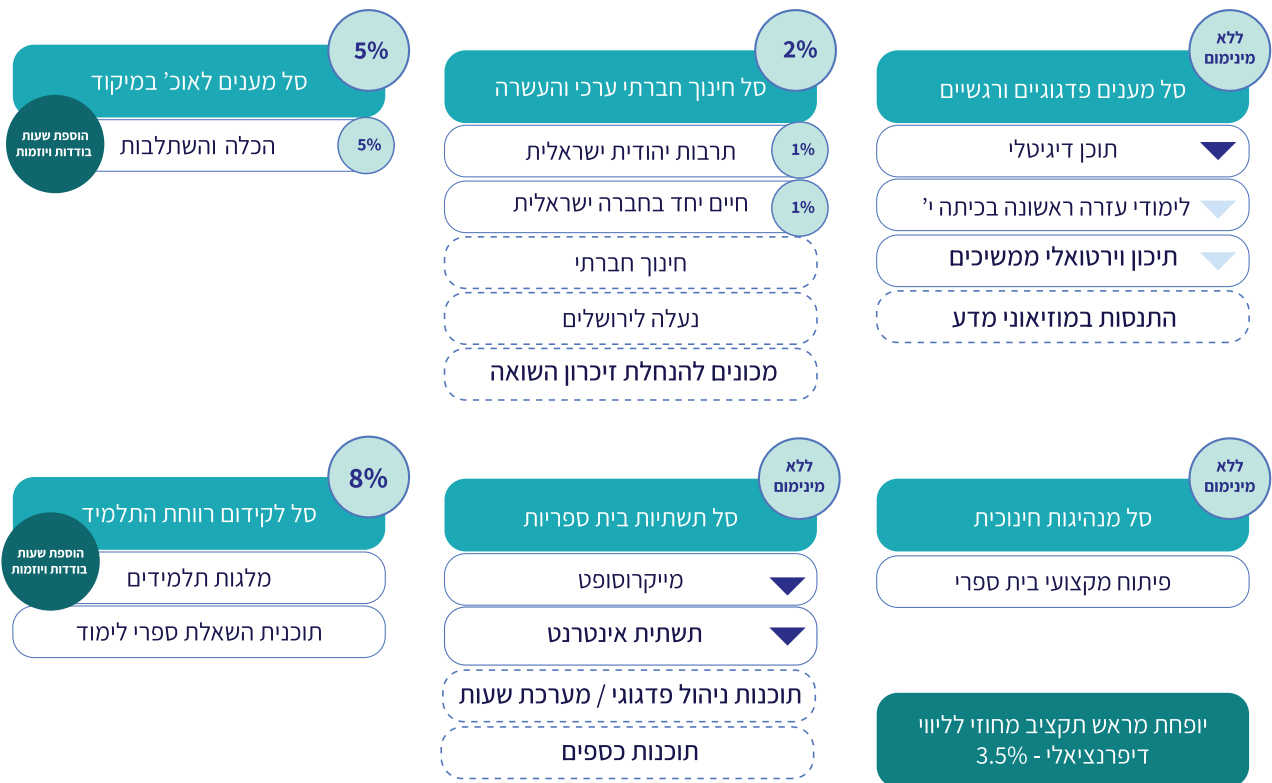 ללא
מינימום
סל מענים פדגוגיים ורגשיים
תוכן דיגיטלי
לימודי עזרה ראשונה בכיתה י'
תיכון וירטואלי ממשיכים
התנסות במוזיאוני מדע
2%
סל חינוך חברתי ערכי והעשרה
תרבות יהודית ישראלית
1%
חיים יחד בחברה ישראלית
1%
חינוך חברתי
נעלה לירושלים
מכונים להנחלת זיכרון השואה
5%
סל מענים לאוכ' במיקוד
הוספת שעות
בודדות ויוזמות
הכלה והשתלבות
5%
ללא
מינימום
סל מנהיגות חינוכית
פיתוח מקצועי בית ספרי
יופחת מראש תקציב מחוזי לליווי
דיפרנציאלי - 3.5%
ללא
מינימום
סל תשתיות בית ספריות
מייקרוסופט
תשתית אינטרנט
תוכנות ניהול פדגוגי / מערכת שעות
תוכנות כספים
8%
סל לקידום רווחת התלמיד
הוספת שעות
בודדות ויוזמות
מלגות תלמידים
תוכנית השאלת ספרי לימוד